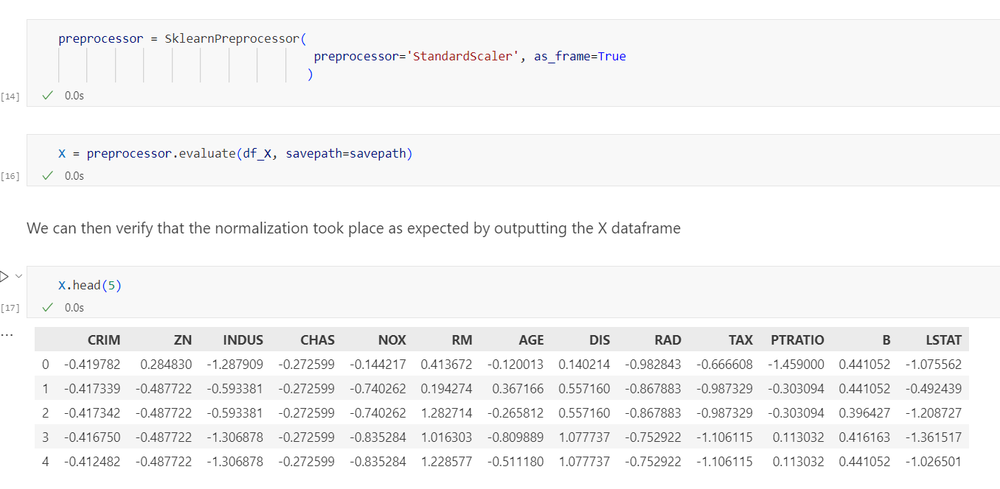 preprocessor = SklearnPreprocessor(
preprocessor='StandardScaler', as_frame=True
)
[14] ✓ 0.0s
X = preprocessor.evaluate(df_X, savepath=savepath)
[16] ✓ 0.0s
We can then verify that the normalization took place as expected by outputting the X dataframe
X.head(5)
[17] ✓ 0.0s
...
CRIM ZN INDUS CHAS NOX RM AGE DIS RAD TAX PTRATIO B LSTAT
0 -0.419782 0.284830 -1.287909 -0.272599 -0.144217 0.413672 -0.120013 0.140214 -0.982843 -0.666608 -1.459000 0.441052 -1.075562
1 -0.417339 -0.487722 -0.593381 -0.272599 -0.740262 0.194274 0.367166 0.557160 -0.867883 -0.987329 -0.303094 0.441052 -0.492439
2 -0.417342 -0.487722 -0.593381 -0.272599 -0.740262 1.282714 -0.265812 0.557160 -0.867883 -0.987329 -0.303094 0.396427 -1.208727
3 -0.416750 -0.487722 -1.306878 -0.272599 -0.835284 1.016303 -0.809889 1.077737 -0.752922 -1.106115 0.113032 0.416163 -1.361517
4 -0.412482 -0.487722 -1.306878 -0.272599 -0.835284 1.228577 -0.511180 1.077737 -0.752922 -1.106115 0.113032 0.441052 -1.026501